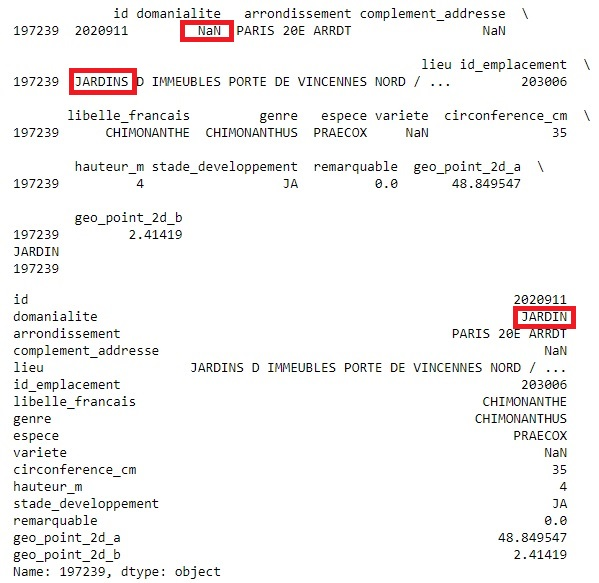 id domanialite arrondissement complement_addresse \
197239 2020911 NaN PARIS 20E ARRDT NaN
lieu id_emplacement \
197239 JARDINS D IMMEUBLES PORTE DE VINCENNES NORD / ... 203006
libelle_francais genre espece variete circonference_cm \
197239 CHIMONANTHE CHIMONANTHUS PRAECOX NaN 35
hauteur_m stade_developpement remarquable geo_point_2d_a \
197239 4 JA 0.0 48.849547
geo_point_2d_b
197239 2.41419
JARDIN
197239
id 2020911
domanialite JARDIN
arrondissement PARIS 20E ARRDT
complement_addresse NaN
lieu JARDINS D IMMEUBLES PORTE DE VINCENNES NORD / ...
id_emplacement 203006
libelle_francais CHIMONANTHE
genre CHIMONANTHUS
espece PRAECOX
variete NaN
circonference_cm 35
hauteur_m 4
stade_developpement JA
remarquable 0.0
geo_point_2d_a 48.849547
geo_point_2d_b 2.41419
Name: 197239, dtype: object